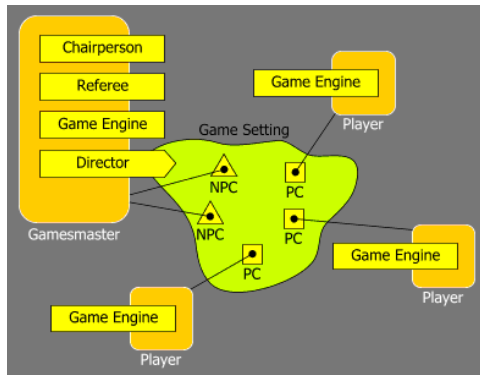 Chairperson
Referee
Game Engine
Director
Gamesmaster
Game Setting
NPC
NPC
PC
PC
PC
Game Engine
Player
Game Engine
Player
Game Engine
Player